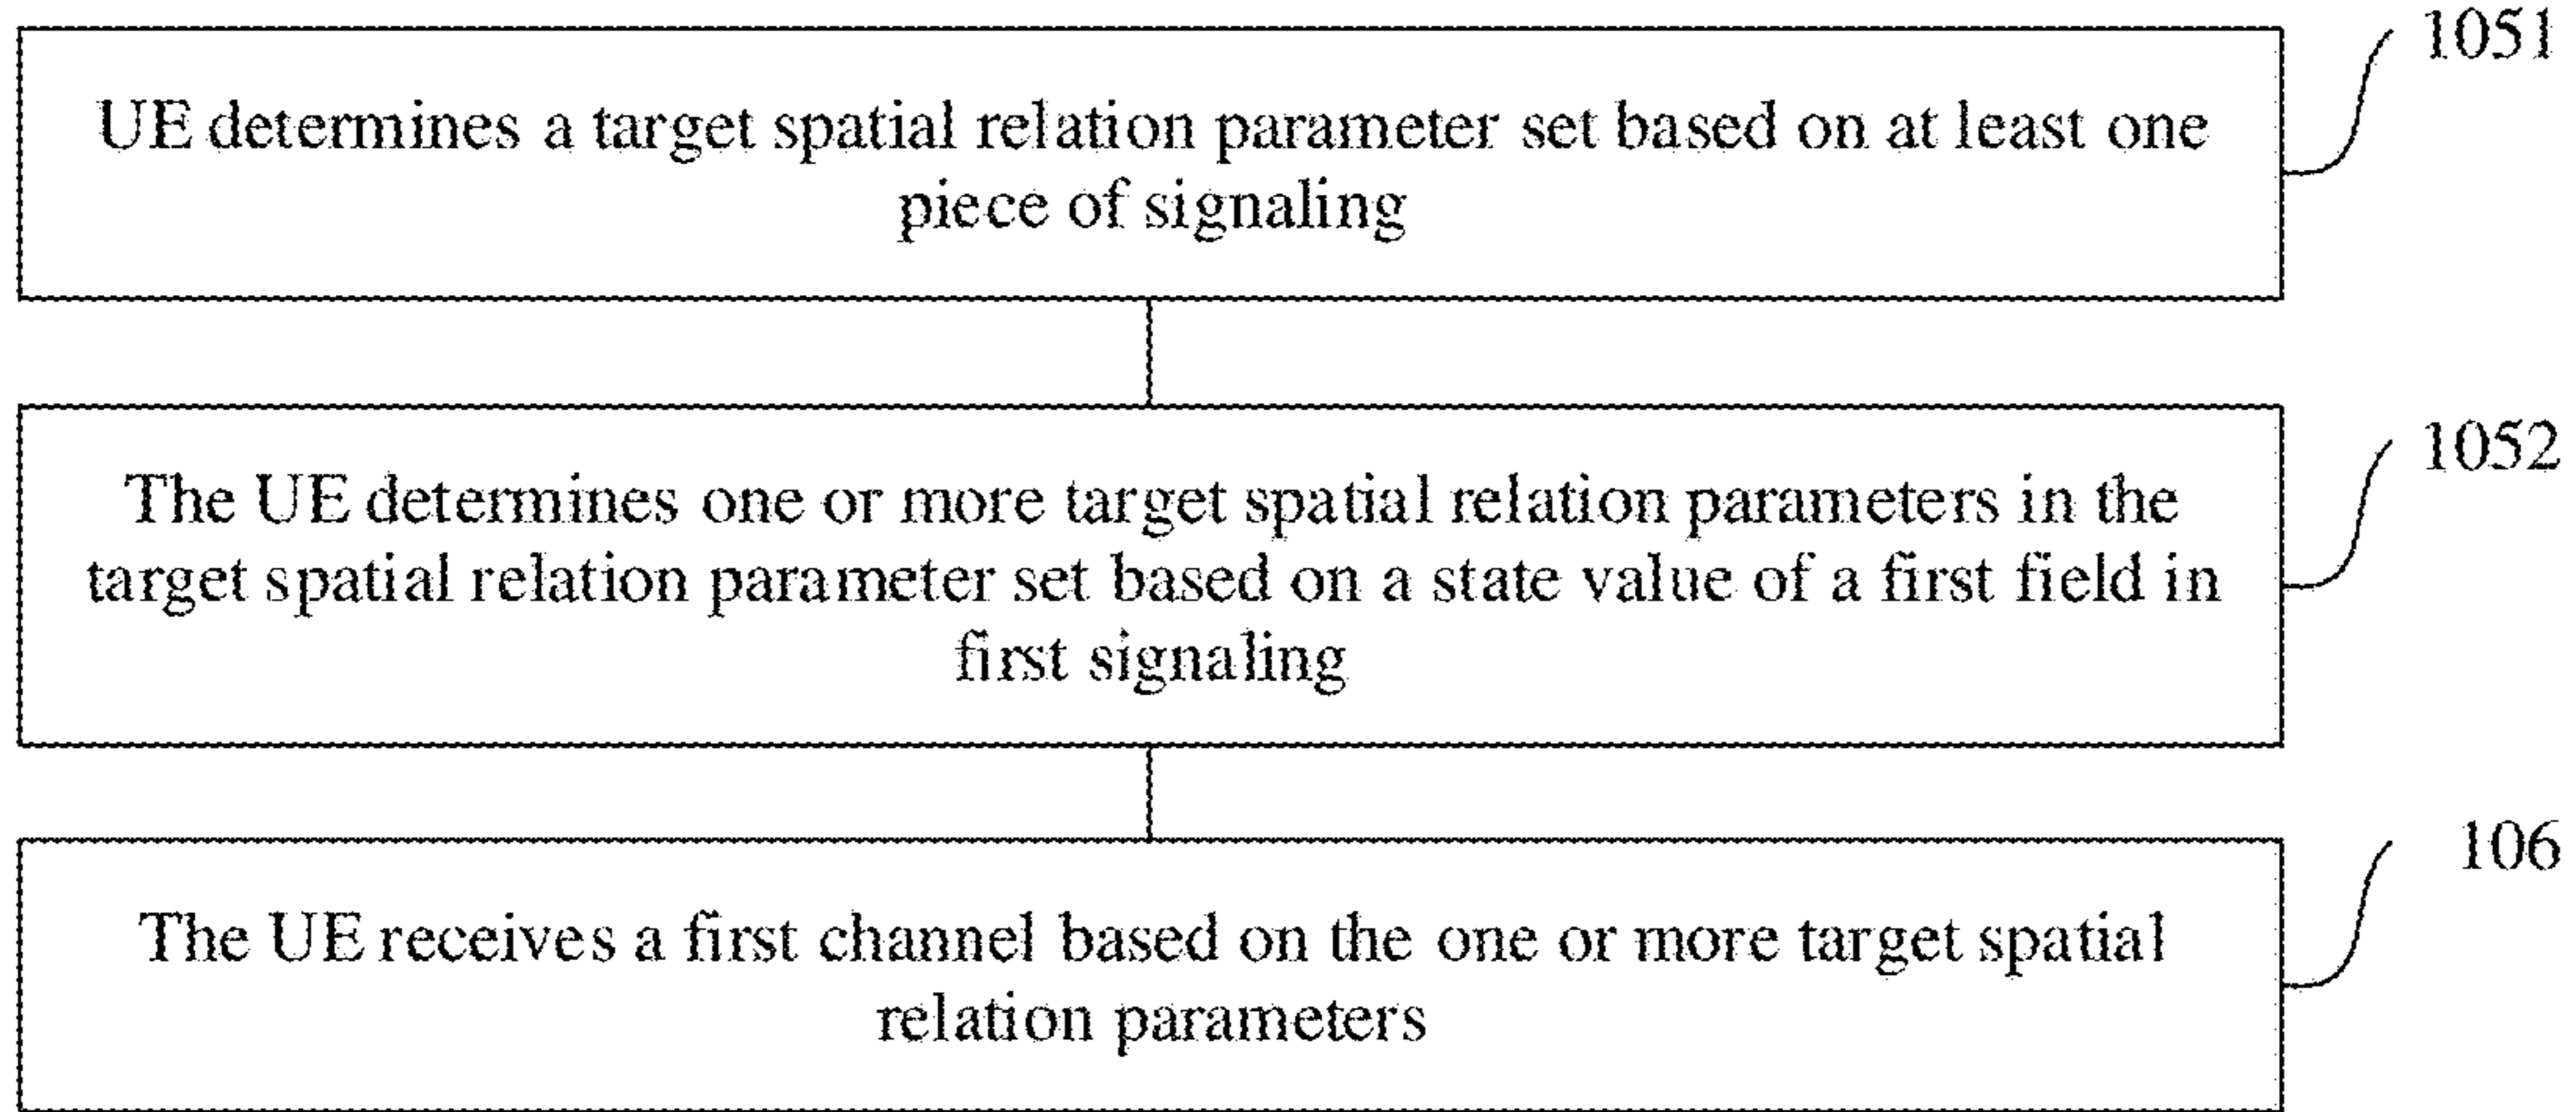 1051
UE determines a target spatial relation parameter set based on at least one
piece of signaling
1052
The UE determines one or more target spatial relation parameters in the
target spatial relation parameter set based on a state value of a first field in
first signaling
106
The UE receives a first channel based on the one or more target spatial
relation parameters